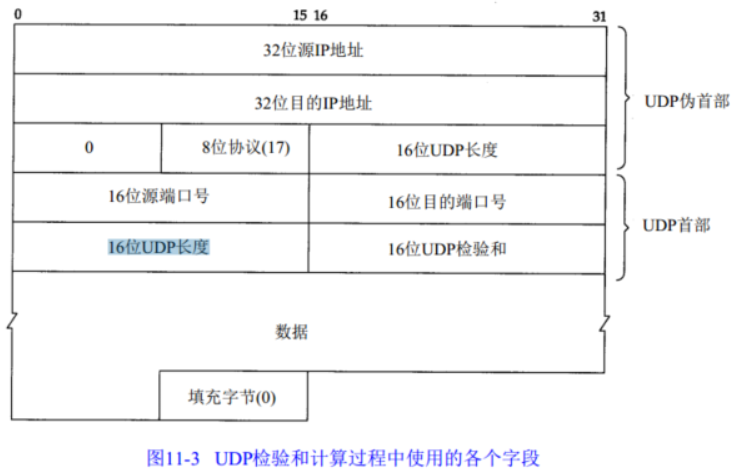 0 15 16 31
32位源IP地址
32位目的IP地址
UDP伪首部
0 8位协议(17) 16位UDP长度
16位源端口号 16位目的端口号
UDP首部
16位UDP长度 16位UDP检验和
数据
填充字节(0)
图11-3 UDP检验和计算过程中使用的各个字段